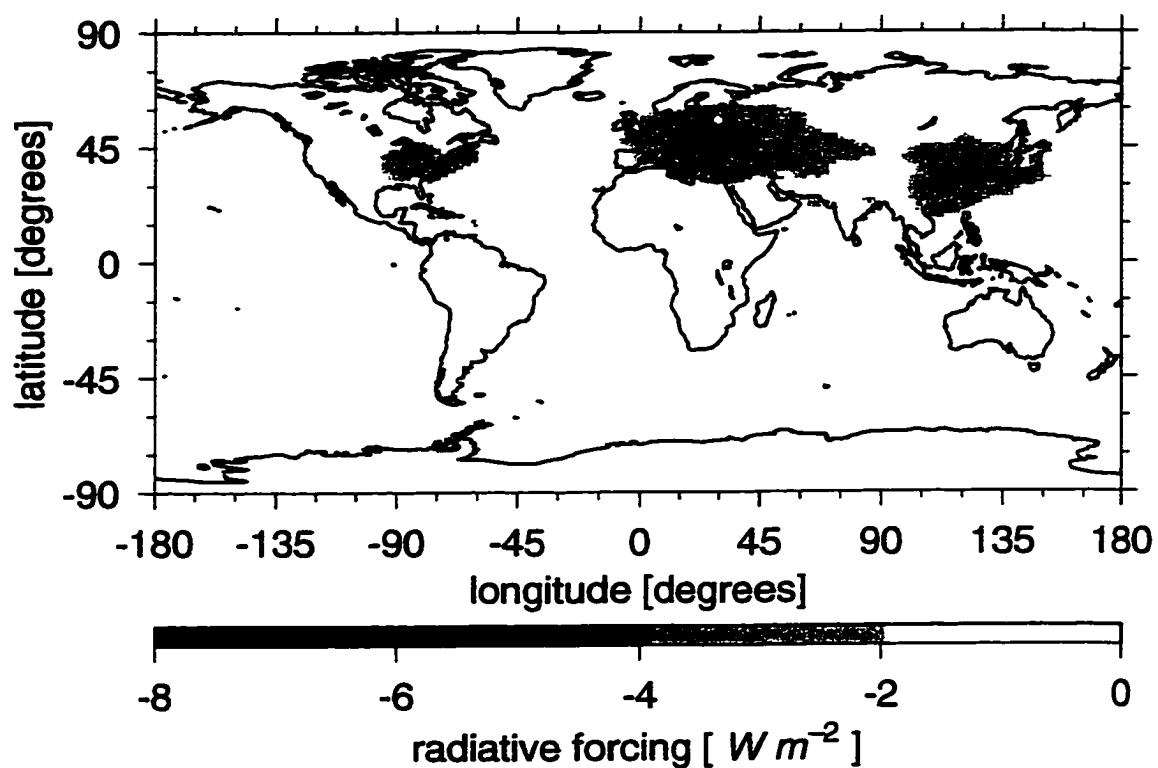 90
45
0
-45
-90
latitude [degrees]
-180 -135 -90 -45 0 45 90 135 180
longitude [degrees]
-8 -6 -4 -2 0
radiative forcing [ W m⁻² ]